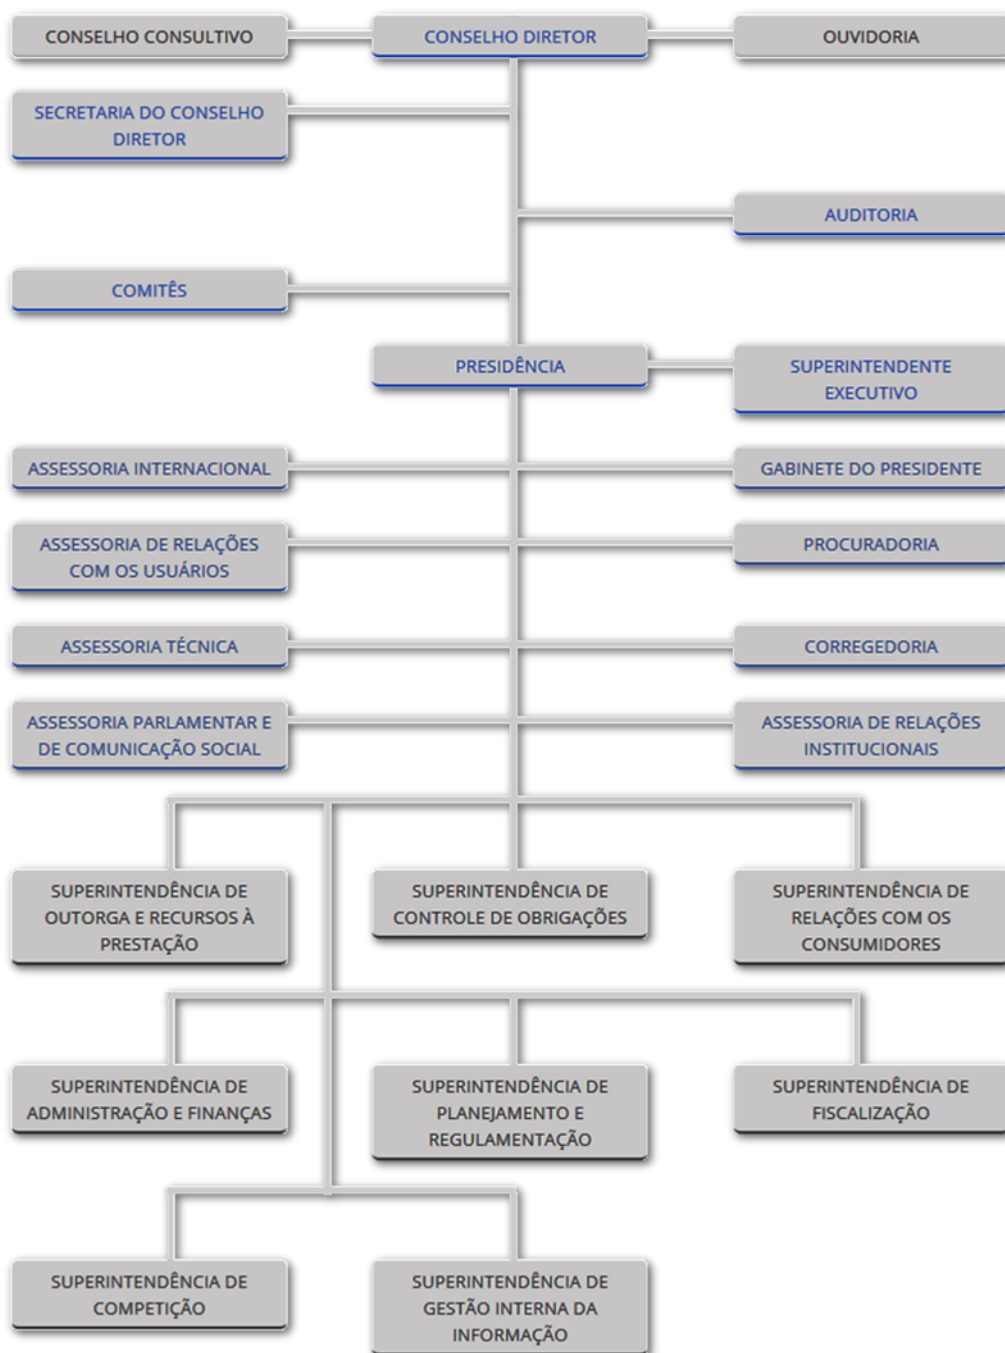 CONSELHO CONSULTIVO
CONSELHO DIRETOR
OUVIDORIA
SECRETARIA DO CONSELHO
DIRETOR
AUDITORIA
COMITÊS
PRESIDÊNCIA
SUPERINTENDENTE
EXECUTIVO
ASSESSORIA INTERNACIONAL
GABINETE DO PRESIDENTE
ASSESSORIA DE RELAÇÕES
COM OS USUÁRIOS
PROCURADORIA
ASSESSORIA TÉCNICA
CORREGEDORIA
ASSESSORIA PARLAMENTAR E
DE COMUNICAÇÃO SOCIAL
ASSESSORIA DE RELAÇÕES
INSTITUCIONAIS
SUPERINTENDÊNCIA DE
OUTORGA E RECURSOS À
PRESTAÇÃO
SUPERINTENDÊNCIA DE
CONTROLE DE OBRIGAÇÕES
SUPERINTENDÊNCIA DE
RELAÇÕES COM OS
CONSUMIDORES
SUPERINTENDÊNCIA DE
ADMINISTRAÇÃO E FINANÇAS
SUPERINTENDÊNCIA DE
PLANEJAMENTO E
REGULAMENTAÇÃO
SUPERINTENDÊNCIA DE
FISCALIZAÇÃO
SUPERINTENDÊNCIA DE
COMPETIÇÃO
SUPERINTENDÊNCIA DE
GESTÃO INTERNA DA
INFORMAÇÃO